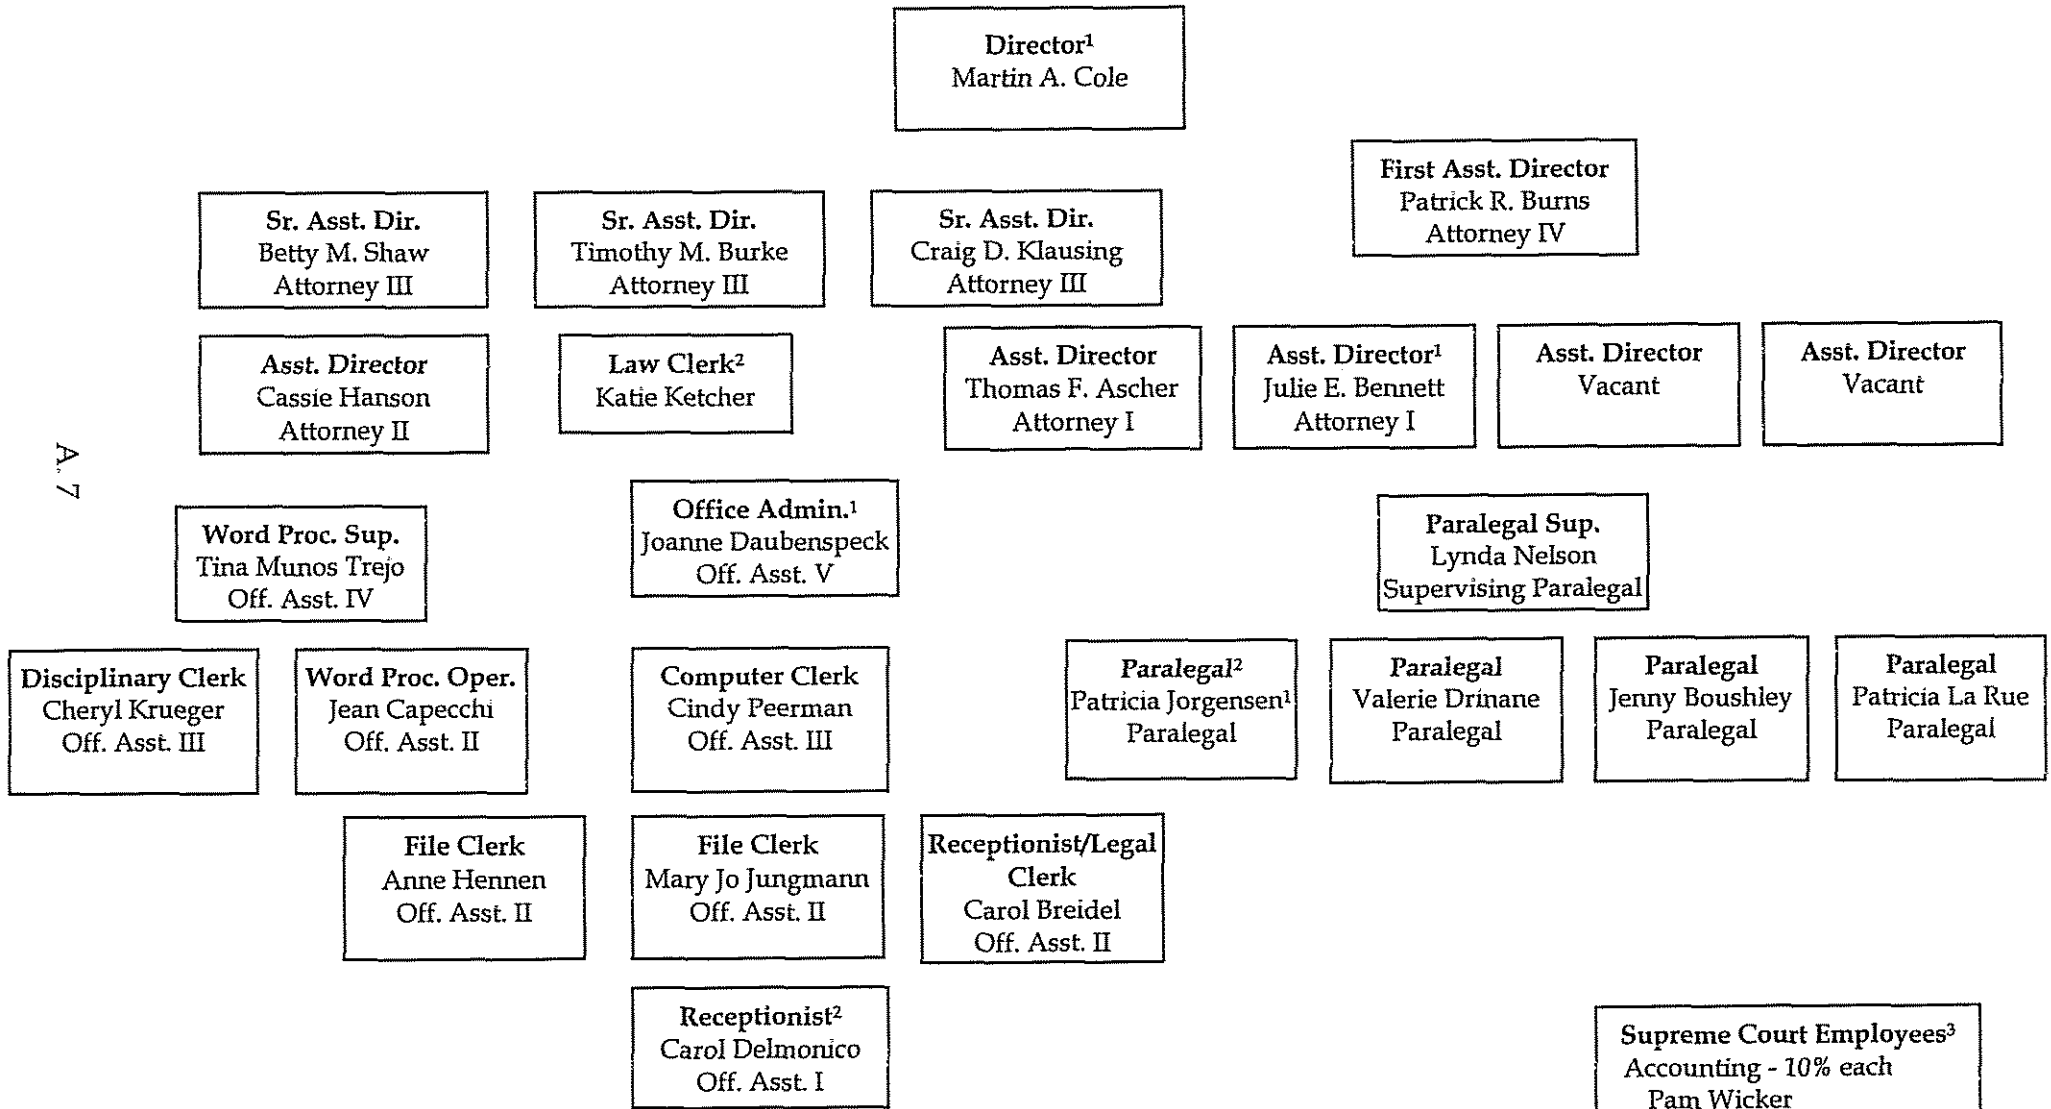 Director¹
Martin A. Cole
First Asst. Director
Patrick R. Burns
Attorney IV
Sr. Asst. Dir.
Betty M. Shaw
Attorney III
Sr. Asst. Dir.
Timothy M. Burke
Attorney III
Sr. Asst. Dir.
Craig D. Klausing
Attorney III
Asst. Director
Cassie Hanson
Attorney II
Law Clerk²
Katie Ketcher
Asst. Director
Thomas F. Ascher
Attorney I
Asst. Director¹
Julie E. Bennett
Attorney I
Asst. Director
Vacant
Asst. Director
Vacant
A.7
Word Proc. Sup.
Tina Munos Trejo
Off. Asst. IV
Office Admin.¹
Joanne Daubenspeck
Off. Asst. V
Paralegal Sup.
Lynda Nelson
Supervising Paralegal
Disciplinary Clerk
Cheryl Krueger
Off. Asst. III
Word Proc. Oper.
Jean Capecchi
Off. Asst. II
Computer Clerk
Cindy Peerman
Off. Asst. III
Paralegal²
Patricia Jorgensen¹
Paralegal
Paralegal
Valerie Drinane
Paralegal
Paralegal
Jenny Boushley
Paralegal
Paralegal
Patricia La Rue
Paralegal
File Clerk
Anne Hennen
Off. Asst. II
File Clerk
Mary Jo Jungmann
Off. Asst. II
Receptionist/Legal
Clerk
Carol Breidel
Off. Asst. II
Receptionist²
Carol Delmonico
Off. Asst. I
Supreme Court Employees³
Accounting - 10% each
Pam Wicker